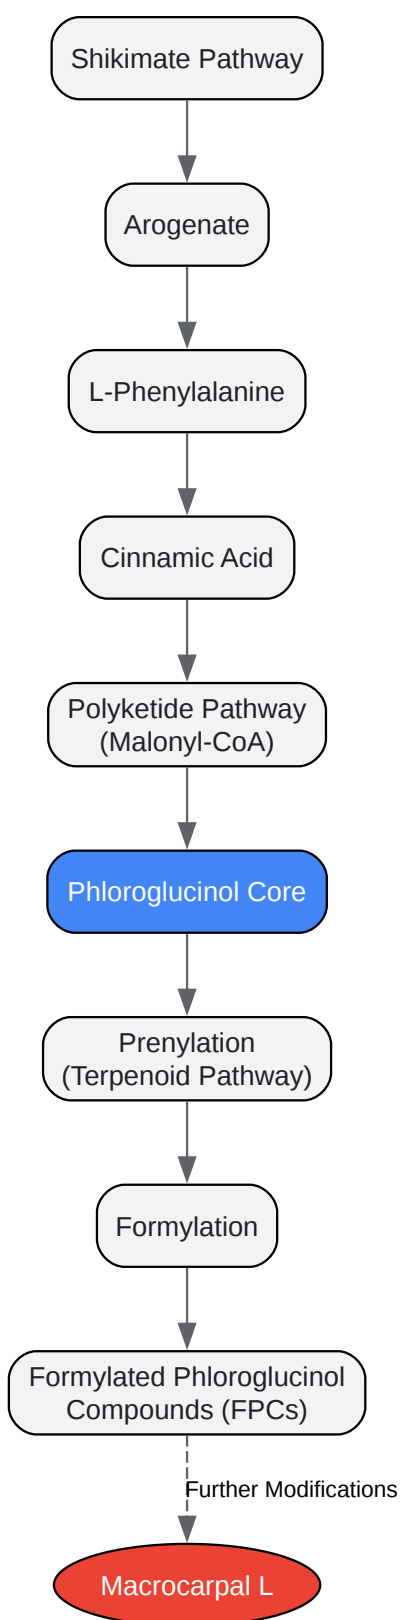 Shikimate Pathway
Arogenate
L-Phenylalanine
Cinnamic Acid
Polyketide Pathway
(Malonyl-CoA)
Phloroglucinol Core
Prenylation
(Terpenoid Pathway)
Formylation
Formylated Phloroglucinol
Compounds (FPCs)
Further Modifications
Macrocarpal L